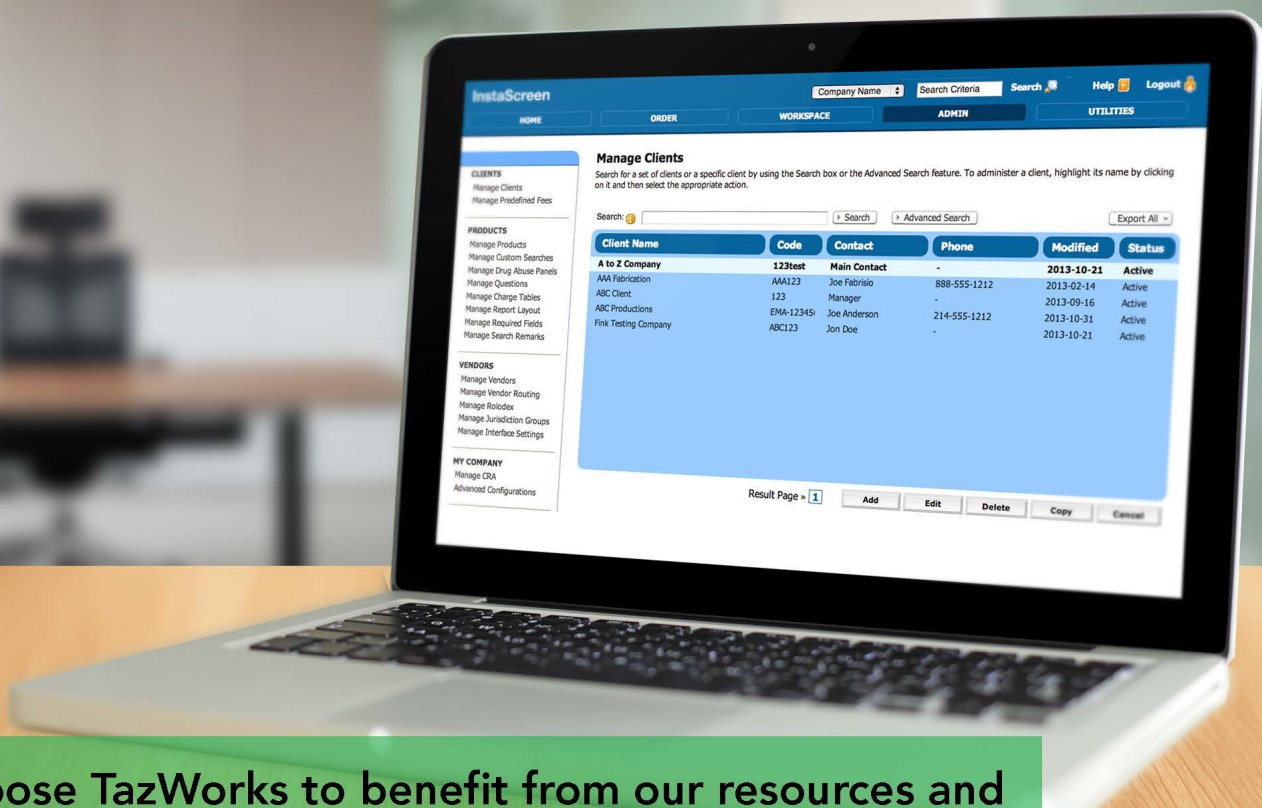 InstaScreen
Company Name
Search Criteria
Search
Help
Logout
HOME
ORDER
WORKSPACE
ADMIN
UTILITIES
CLIENTS
Manage Clients
Manage Predefined Fees
PRODUCTS
Manage Products
Manage Custom Searches
Manage Drug Abuse Panels
Manage Questions
Manage Charge Tables
Manage Report Layout
Manage Required Fields
Manage Search Remarks
VENDORS
Manage Vendors
Manage Vendor Routing
Manage Rolodex
Manage Jurisdiction Groups
Manage Interface Settings
MY COMPANY
Manage CRA
Advanced Configurations
Manage Clients
Search for a set of clients or a specific client by using the Search box or the Advanced Search feature. To administer a client, highlight its name by clicking
on it and then select the appropriate action.
Search: Search Advanced Search Export All
Client Name Code Contact Phone Modified Status
A to Z Company 123test Main Contact - 2013-10-21 Active
AAA Fabrication AAA123 Joe Fabrisio 888-555-1212 2013-02-14 Active
ABC Client 123 Manager - 2013-09-16 Active
ABC Productions EMA-12345 Joe Anderson 214-555-1212 2013-10-31 Active
Fink Testing Company ABC123 Jon Doe - 2013-10-21 Active
Result Page » 1 Add Edit Delete Copy Cancel
oose TazWorks to benefit from our resources and